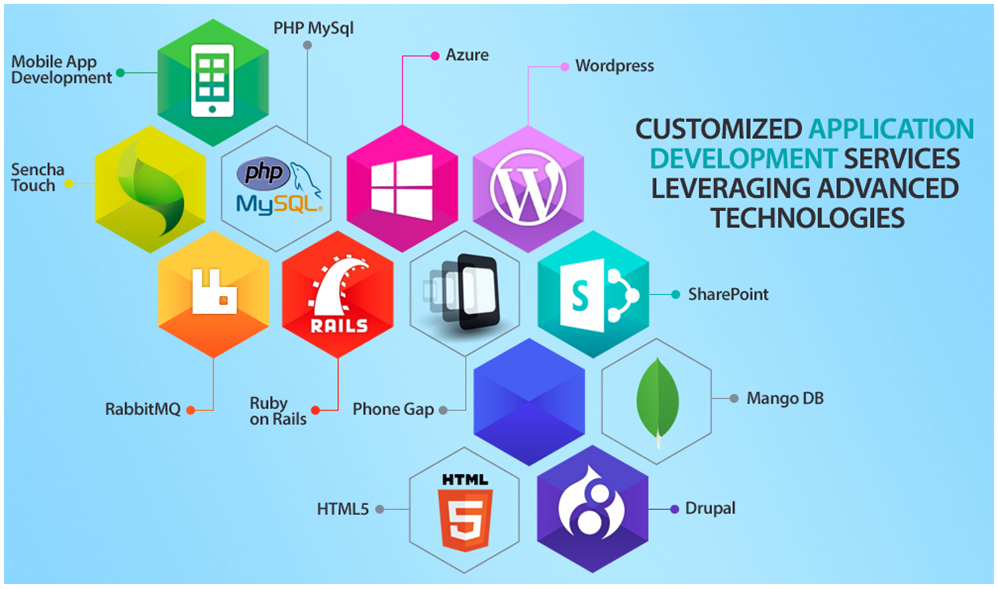 PHP MySql
Mobile App
Development
Azure
Wordpress
CUSTOMIZED APPLICATION
DEVELOPMENT SERVICES
LEVERAGING ADVANCED
TECHNOLOGIES
Sencha
Touch
php
MySQL®
W
RAILS
S
SharePoint
RabbitMQ
Ruby
on Rails
Phone Gap
Mango DB
HTML
5
HTML5
Drupal